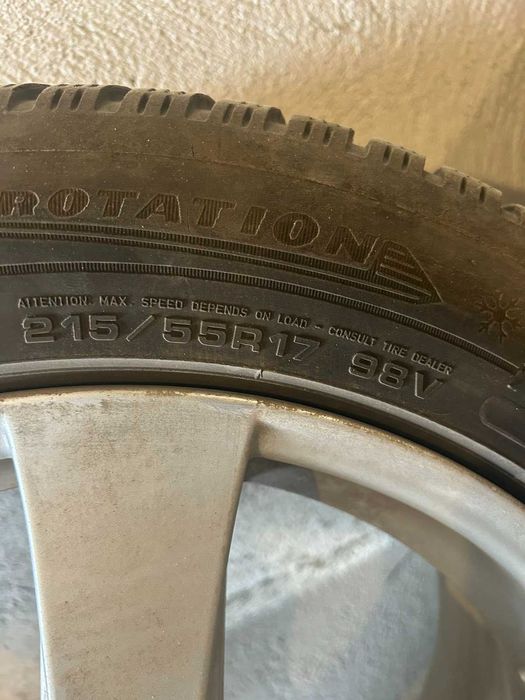 ROTATION
ATTENTION. MAX. SPEED DEPENDS ON LOAD - CONSULT TIRE DEALER
215/55R17 98V